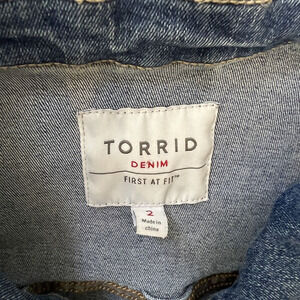 TORRID
DENIM
FIRST AT FIT™
2
Made in
china